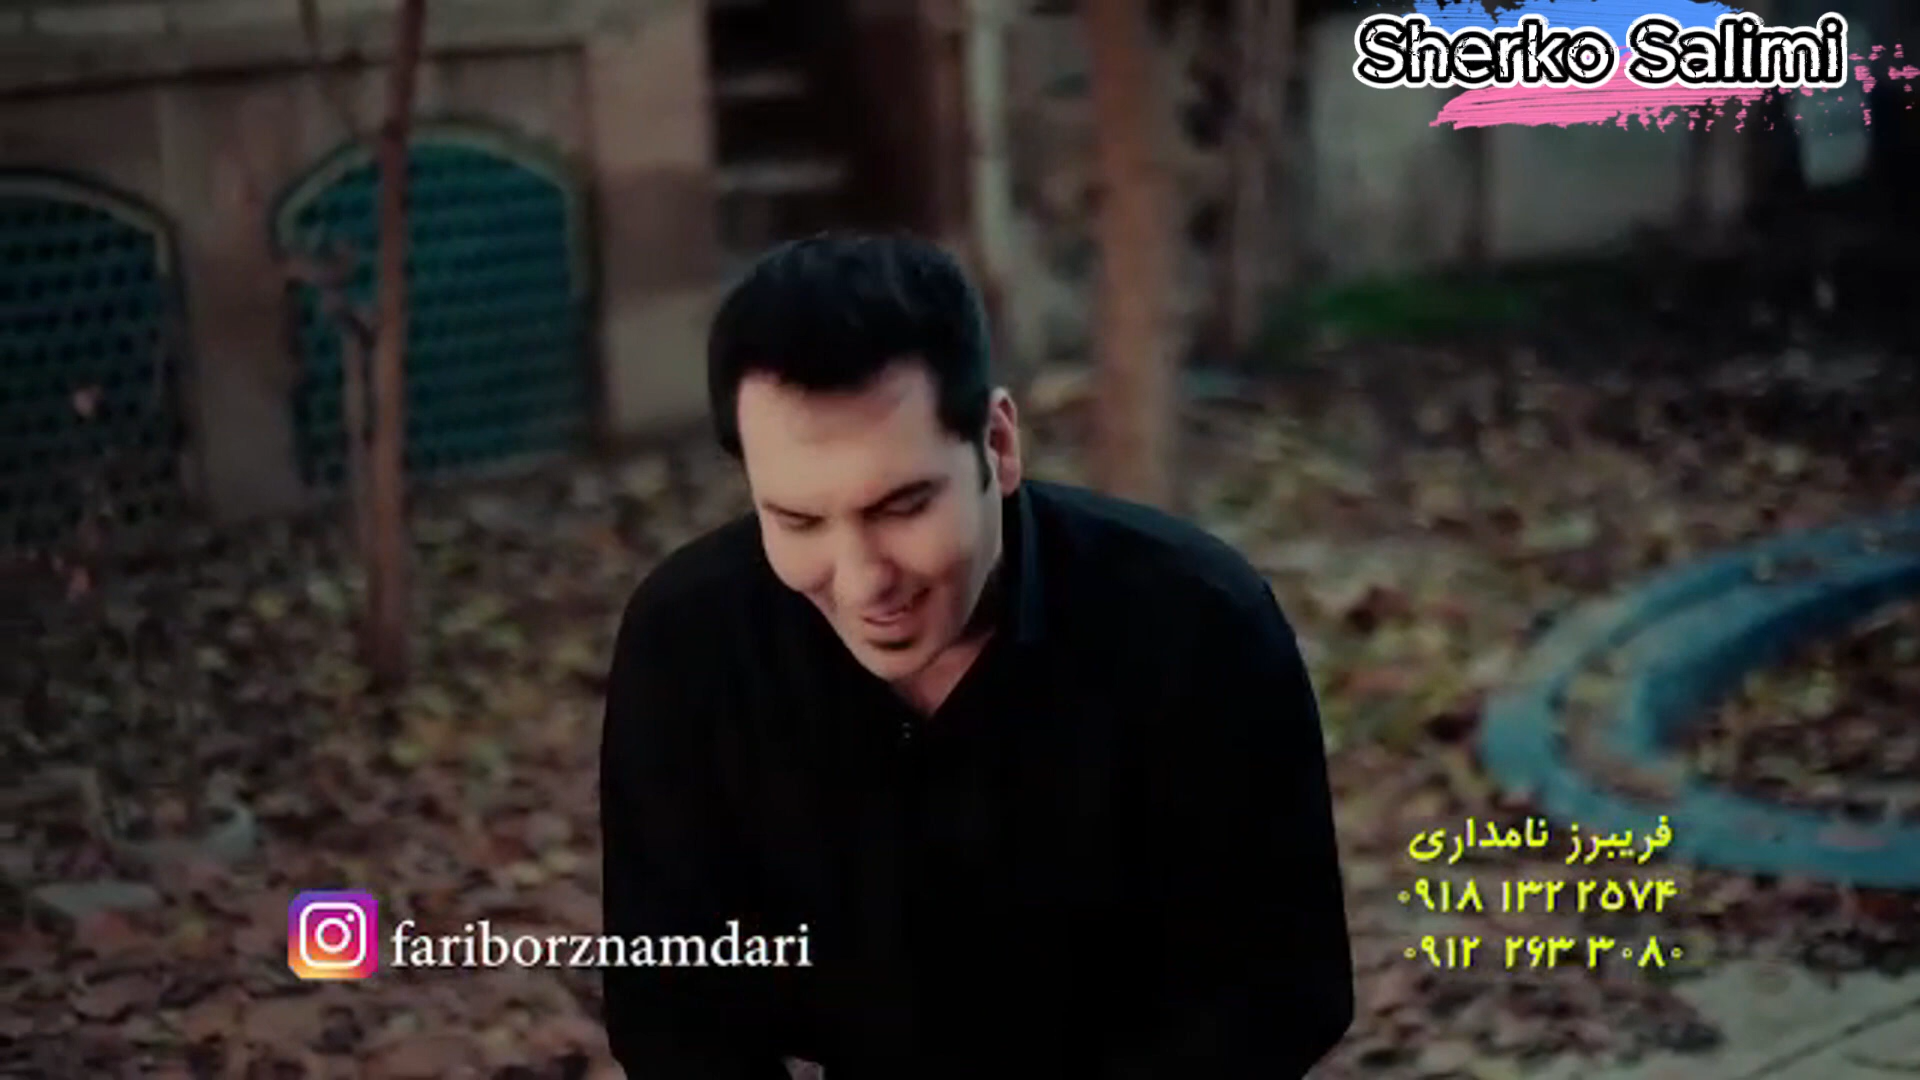 Sherko Salimi
فریبرز نامداری
۰۹۱۸ ۱۳۲ ۲۵۷۴
۰۹۱۲ ۲۶۳ ۳۰۸۰
fariborznamdari